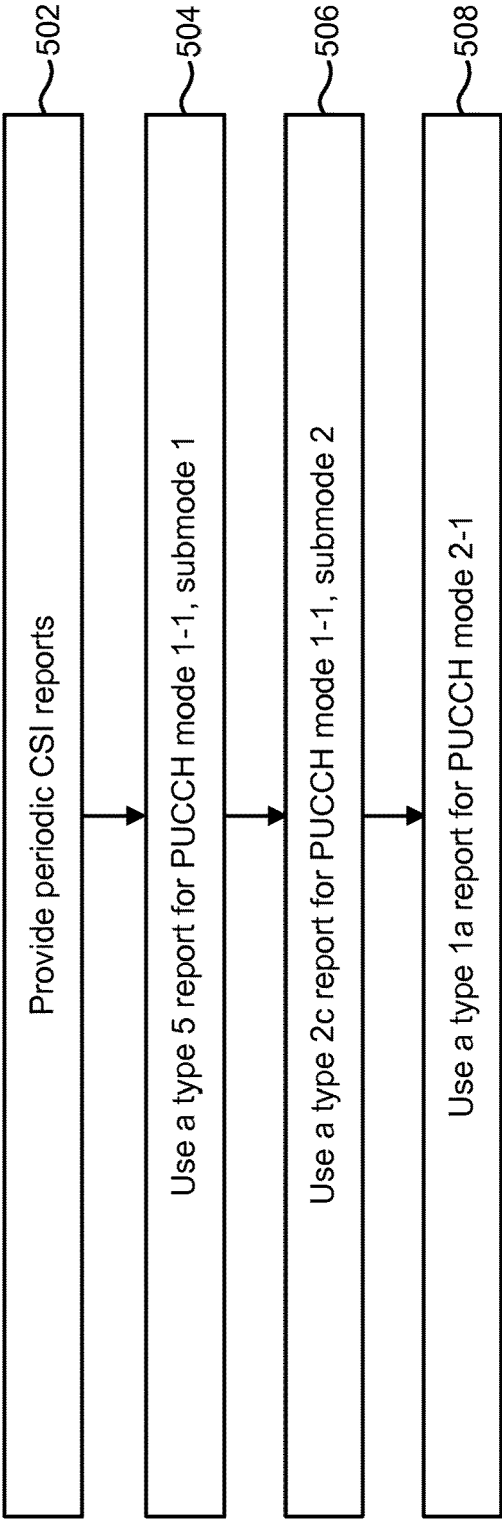 Provide periodic CSI reports
502
Use a type 5 report for PUCCH mode 1-1, submode 1
504
Use a type 2c report for PUCCH mode 1-1, submode 2
506
Use a type 1a report for PUCCH mode 2-1
508